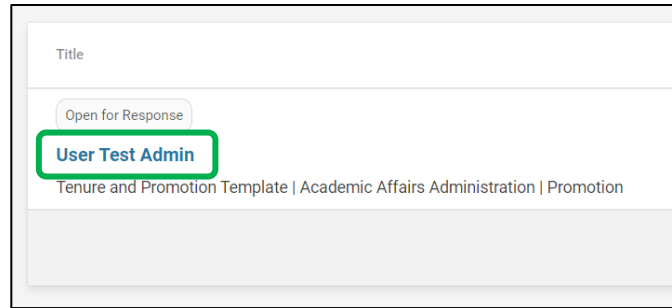 Title
Open for Response
User Test Admin
Tenure and Promotion Template | Academic Affairs Administration | Promotion